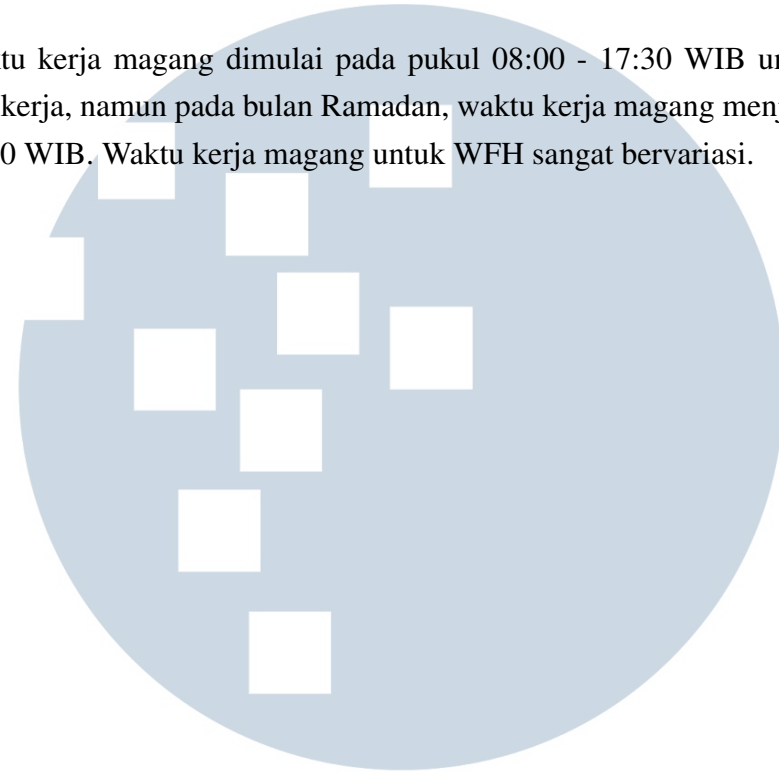 tu kerja magang dimulai pada pukul 08:00 - 17:30 WIB un
kerja, namun pada bulan Ramadan, waktu kerja magang menj
0 WIB. Waktu kerja magang untuk WFH sangat bervariasi.